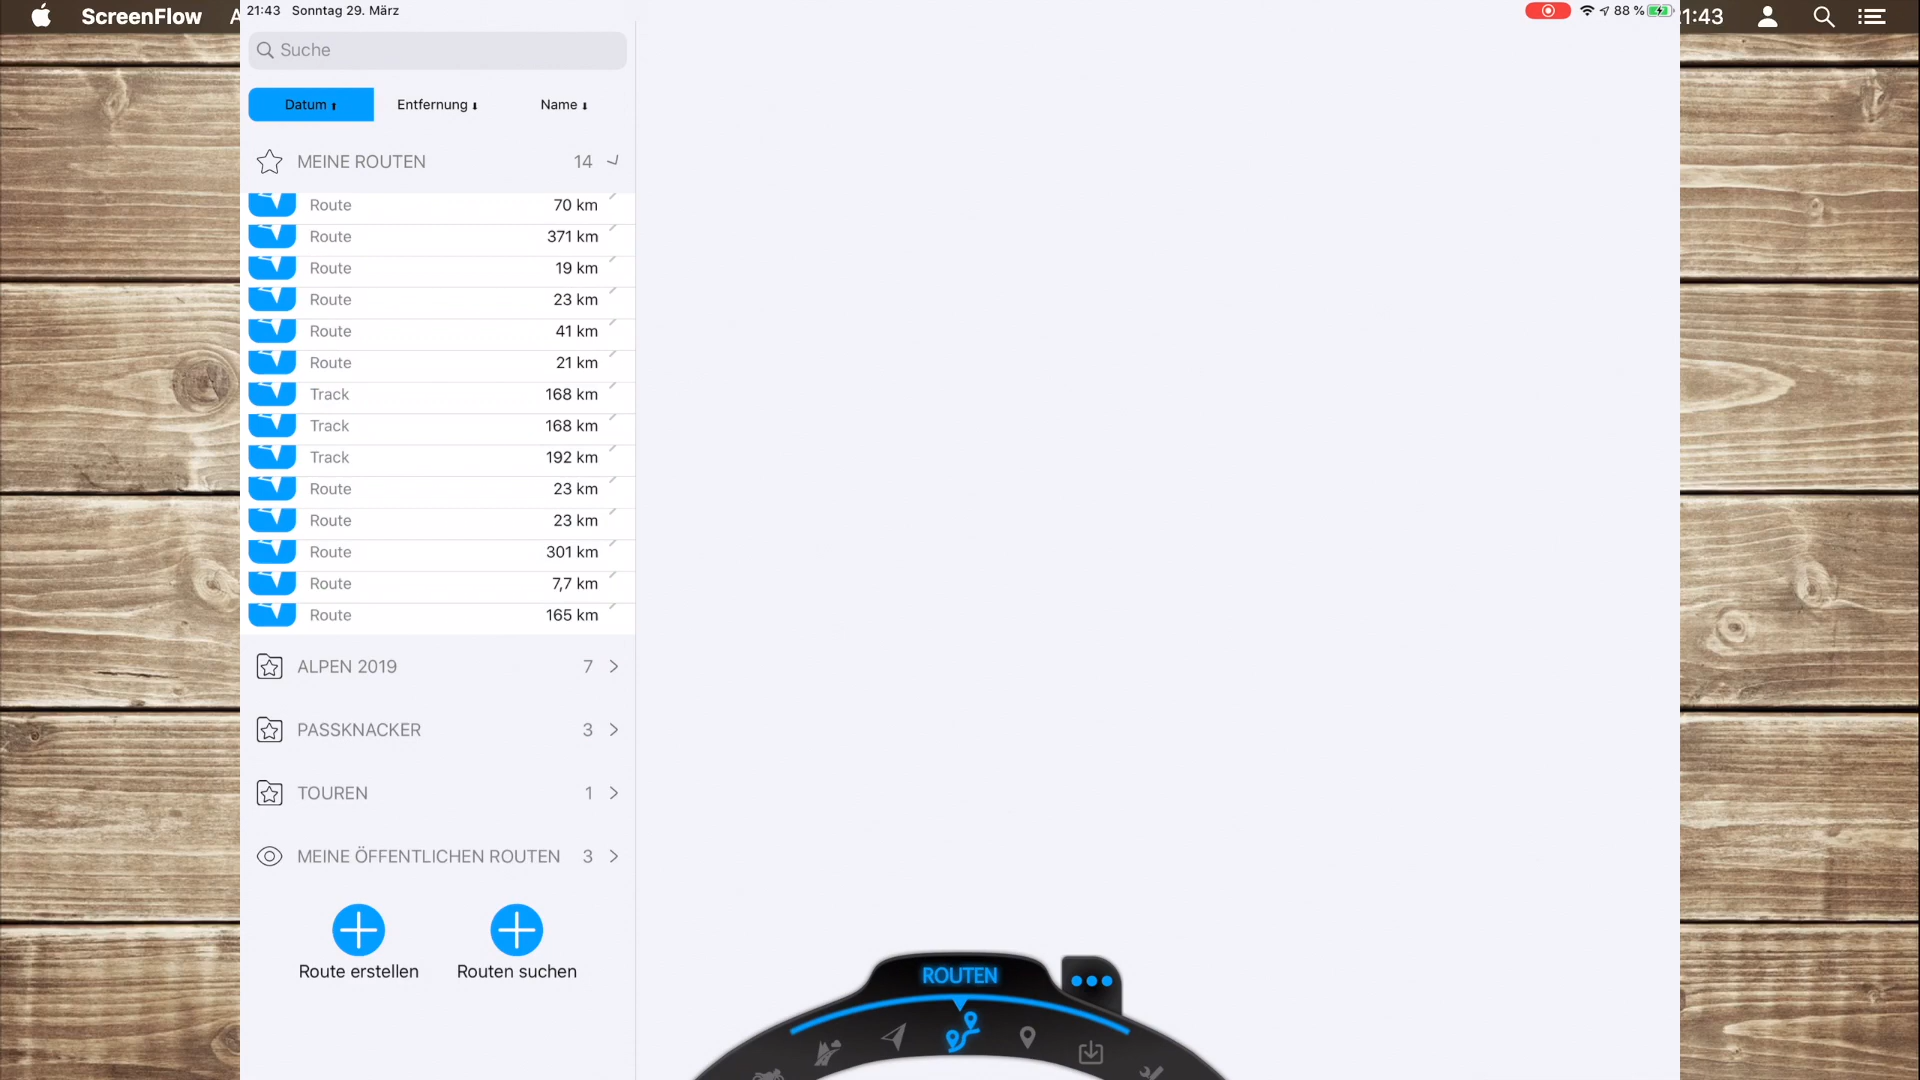 ScreenFlow
21:43 Sonntag 29. März
88 %
21:43
Suche
Datum
Entfernung
Name
MEINE ROUTEN 14
Route 70 km
Route 371 km
Route 19 km
Route 23 km
Route 41 km
Route 21 km
Track 168 km
Track 168 km
Track 192 km
Route 23 km
Route 23 km
Route 301 km
Route 7,7 km
Route 165 km
ALPEN 2019 7
PASSKNACKER 3
TOUREN 1
MEINE ÖFFENTLICHEN ROUTEN 3
Route erstellen
Routen suchen
ROUTEN